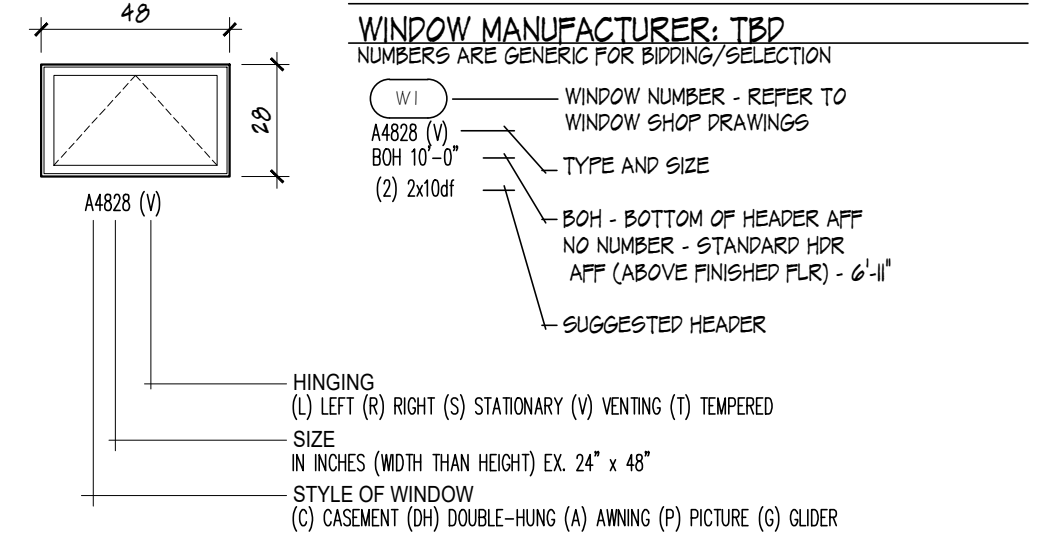 48
WINDOW MANUFACTURER: TBD
NUMBERS ARE GENERIC FOR BIDDING/SELECTION
28
W1
WINDOW NUMBER - REFER TO
WINDOW SHOP DRAWINGS
A4828 (V)
BOH 10'-0"
TYPE AND SIZE
(2) 2x10df
A4828 (V)
BOH - BOTTOM OF HEADER AFF
NO NUMBER - STANDARD HDR
AFF (ABOVE FINISHED FLR) - 6'-11"
SUGGESTED HEADER
HINGING
(L) LEFT (R) RIGHT (S) STATIONARY (V) VENTING (T) TEMPERED
SIZE
IN INCHES (WIDTH THAN HEIGHT) EX. 24" x 48"
STYLE OF WINDOW
(C) CASEMENT (DH) DOUBLE-HUNG (A) AWNING (P) PICTURE (G) GLIDER